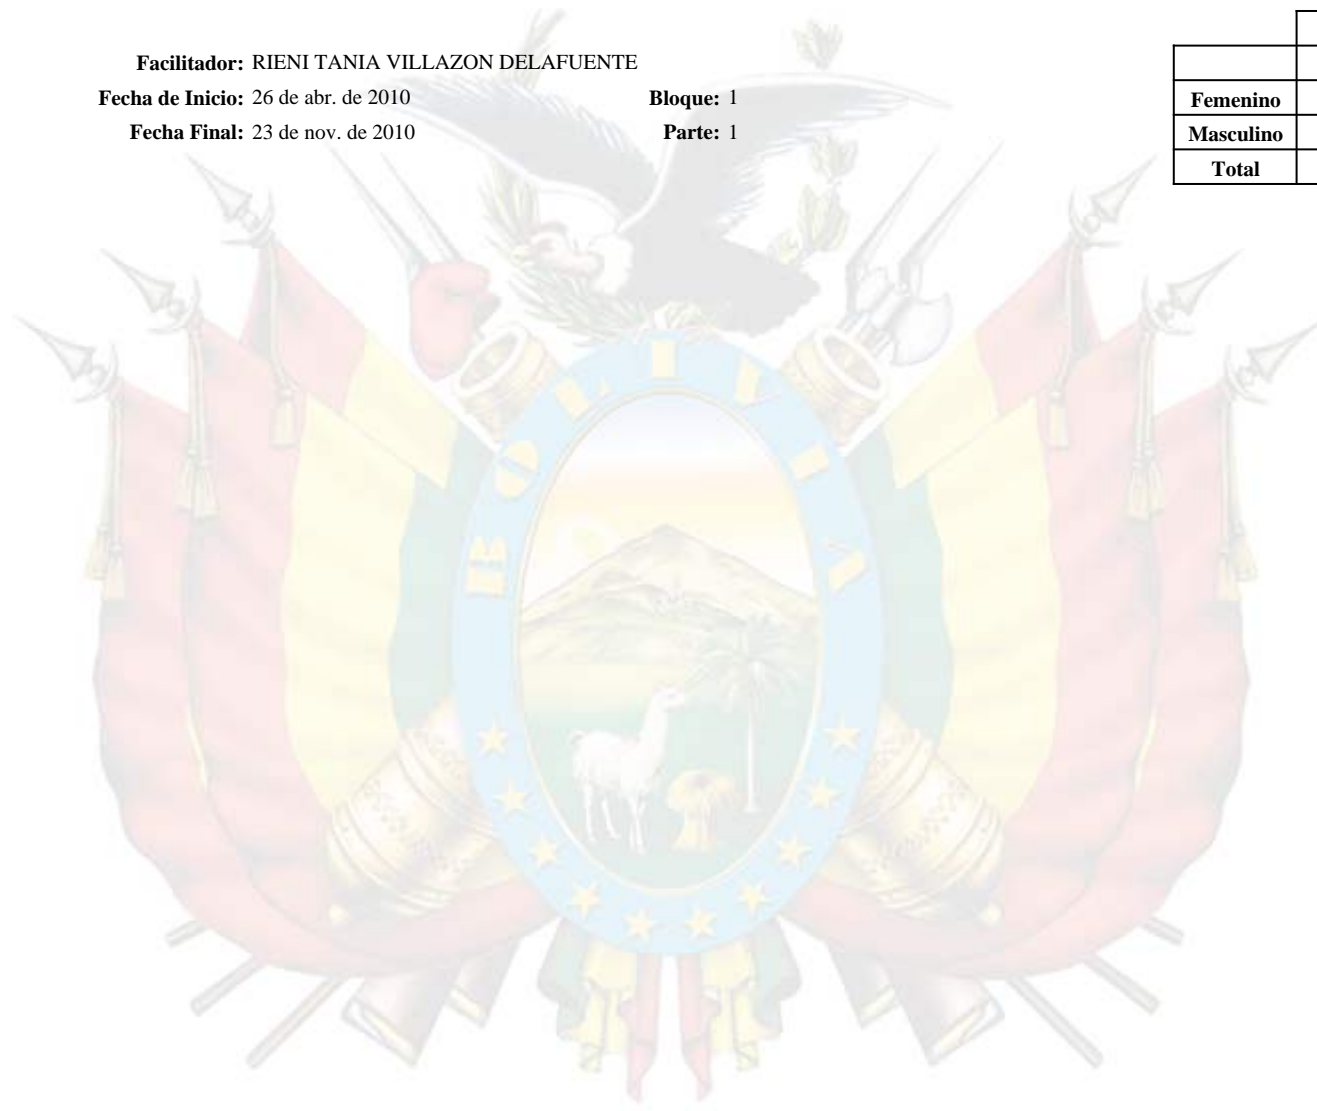 Facilitador: RIENI TANIA VILLAZON DELAFUENTE
Fecha de Inicio: 26 de abr. de 2010 Bloque: 1
Fecha Final: 23 de nov. de 2010 Parte: 1
Femenino
Masculino
Total
BOLIVIA